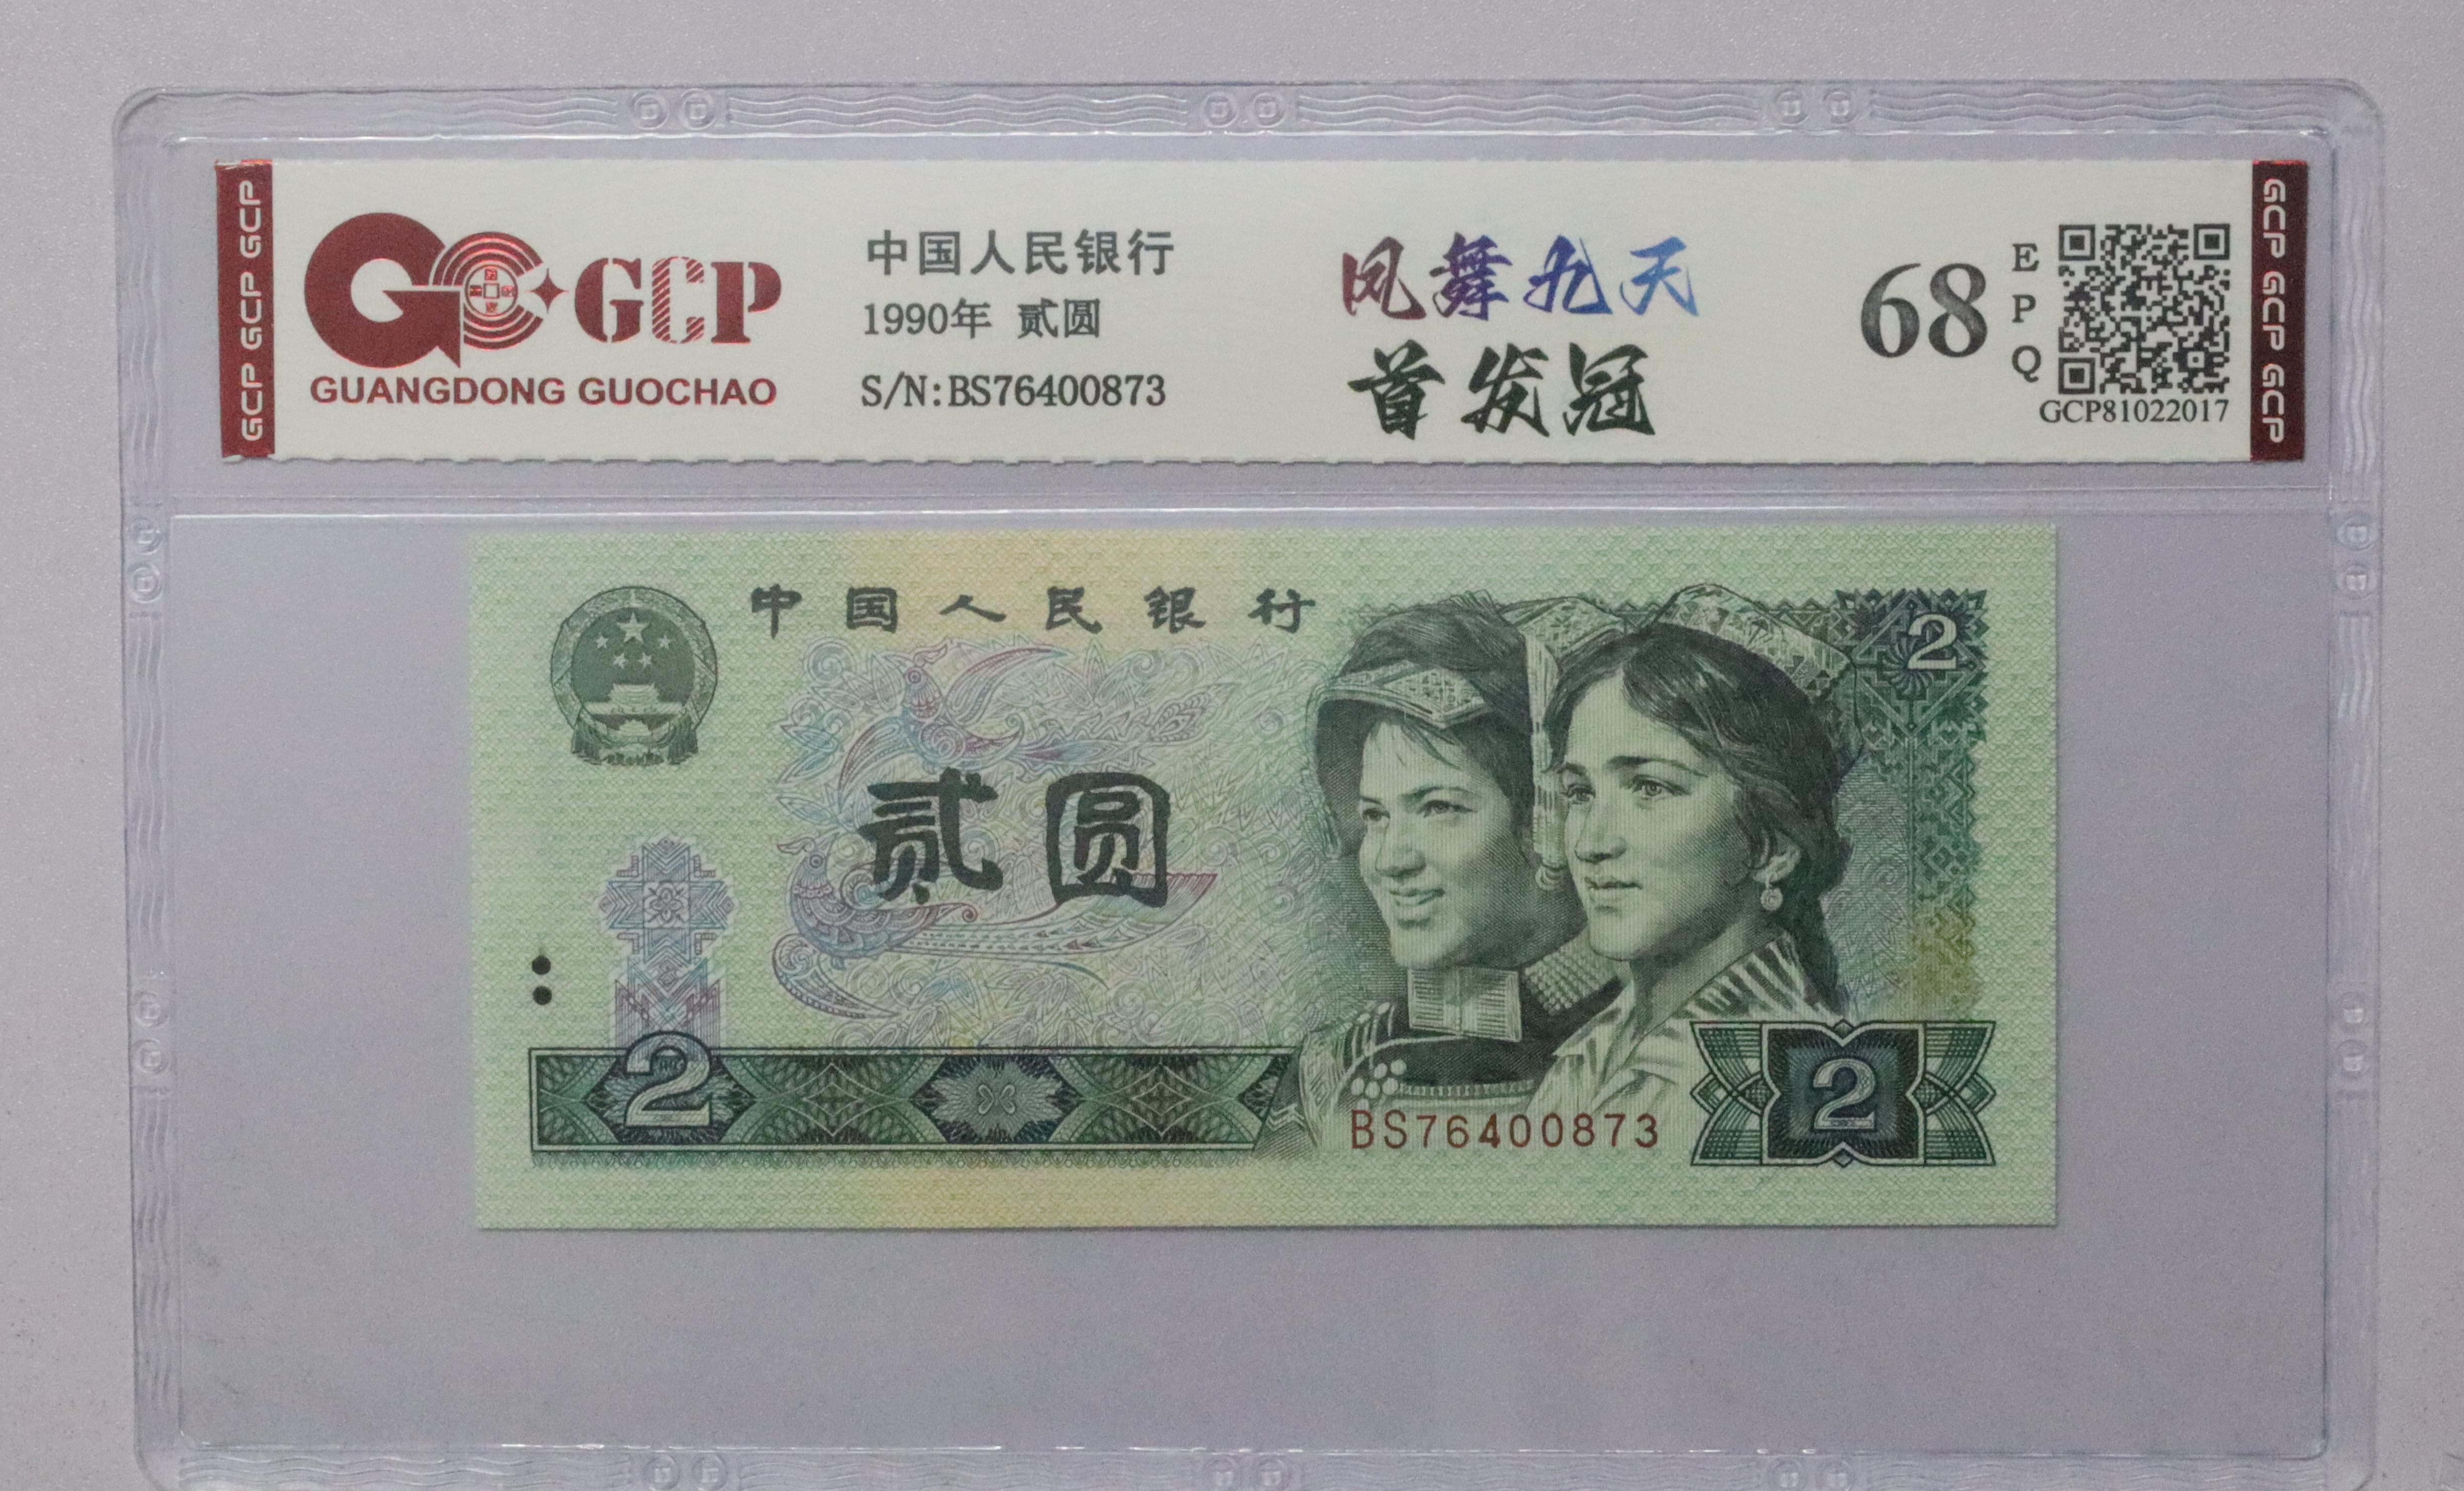 GCP GCP GCP
GCP
GUANGDONG GUOCHAO
中国人民银行
1990年 贰圆
S/N:BS76400873
凤舞九天
首发冠
68
EPQ
GCP81022017
GCP GCP GCP
中国人民银行
2
贰圆
2
BS76400873
2